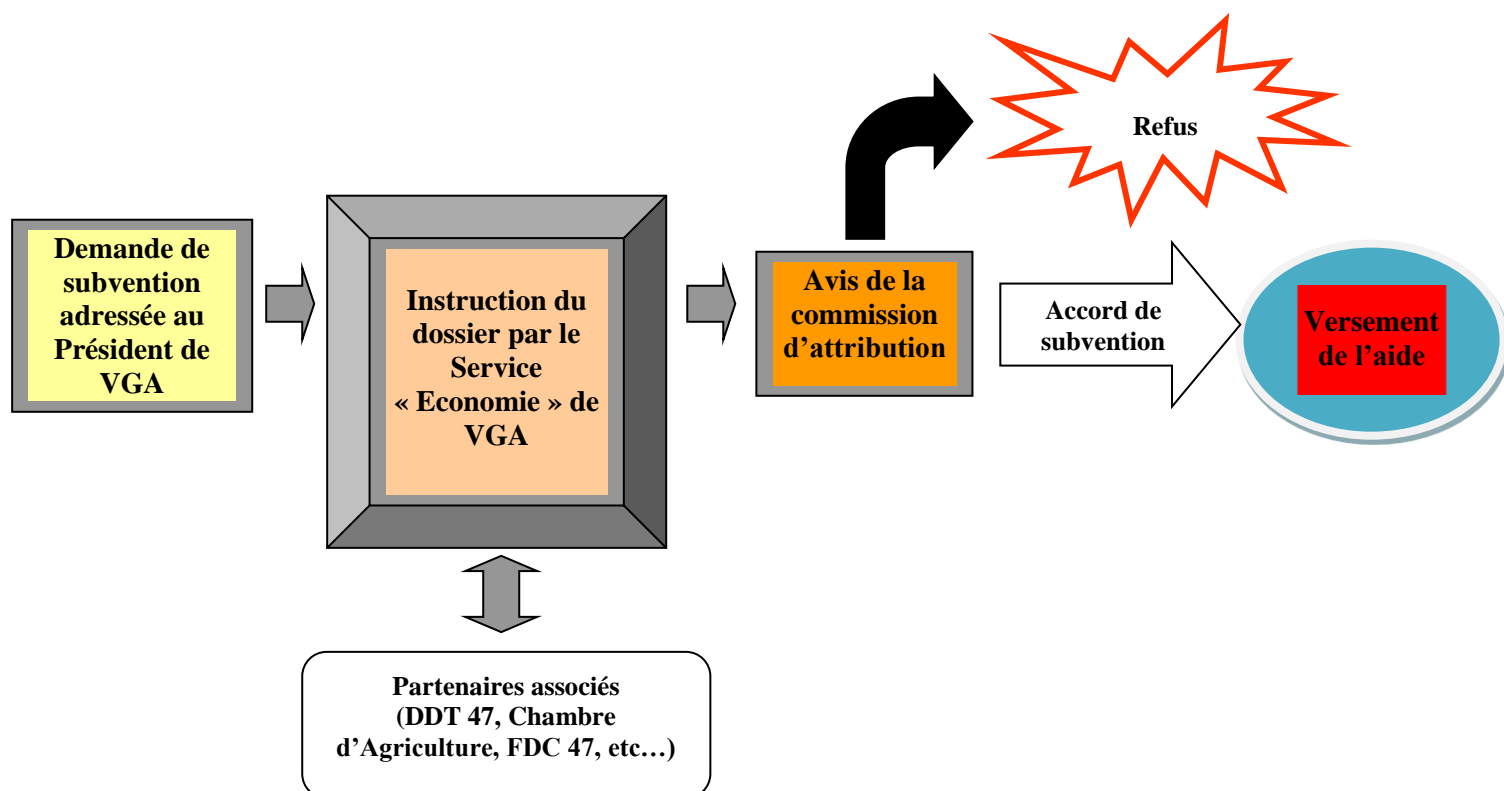 Demande de
subvention
adressée au
Président de
VGA
Instruction du
dossier par le
Service
« Economie » de
VGA
Partenaires associés
(DDT 47, Chambre
d’Agriculture, FDC 47, etc…)
Avis de la
commission
d’attribution
Refus
Accord de
subvention
Versement
de l’aide